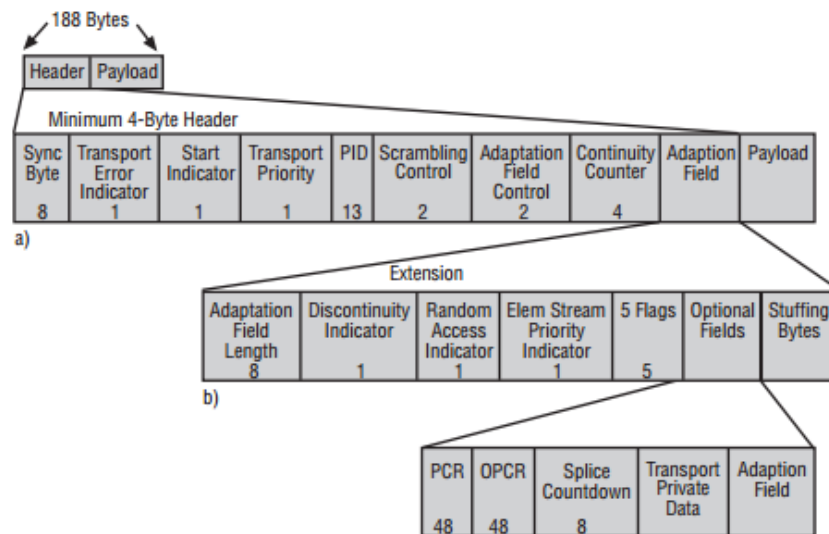 188 Bytes
Header Payload
Minimum 4-Byte Header
Sync Byte 8
Transport Error Indicator 1
Start Indicator 1
Transport Priority 1
PID 13
Scrambling Control 2
Adaptation Field Control 2
Continuity Counter 4
Adaption Field
Payload
a)
Extension
Adaptation Field Length 8
Discontinuity Indicator 1
Random Access Indicator 1
Elem Stream Priority Indicator 1
5 Flags 5
Optional Fields
Stuffing Bytes
b)
PCR 48
OPCR 48
Splice Countdown 8
Transport Private Data
Adaption Field